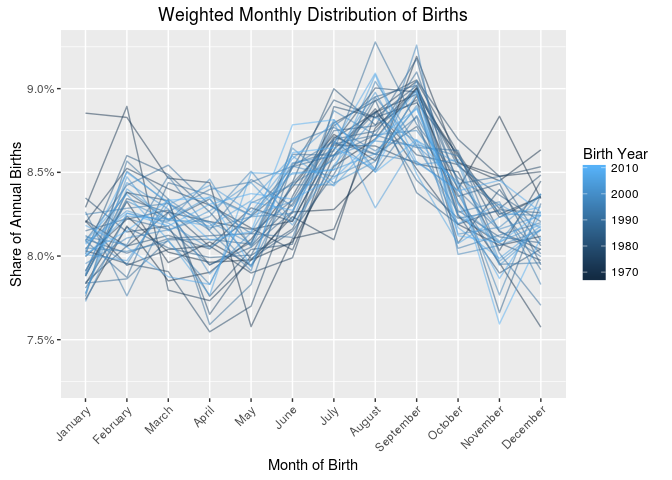 Weighted Monthly Distribution of Births
Share of Annual Births
9.0%
8.5%
8.0%
7.5%
January
February
March
April
May
June
July
August
September
October
November
December
Month of Birth
Birth Year
2010
2000
1990
1980
1970